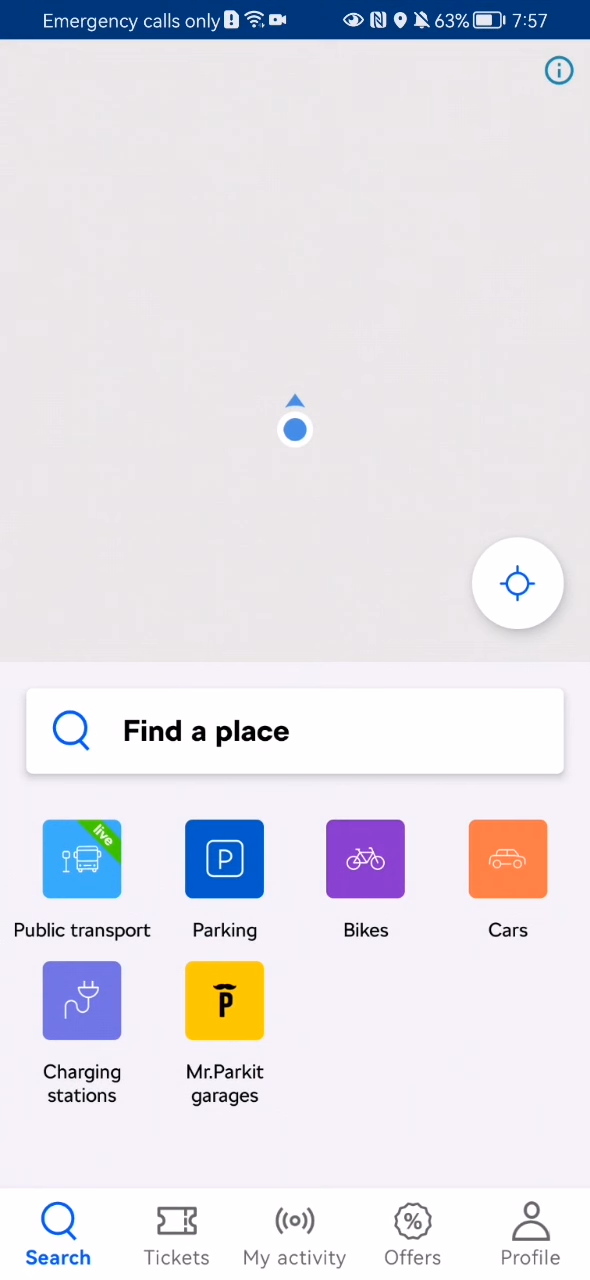 Emergency calls only 63% 7:57
Find a place
live
P
Public transport Parking Bikes Cars
P
Charging stations
Mr.Parkit garages
Search Tickets My activity Offers Profile